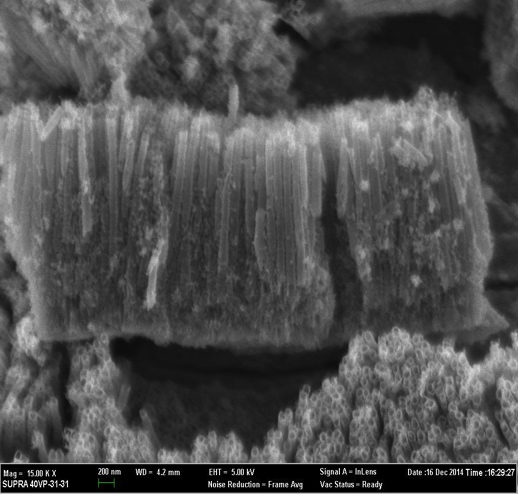 Mag = 15.00 K X 200 nm WD = 4.2 mm EHT = 5.00 kV Signal A = InLens Date :16 Dec 2014 Time :16:29:27
SUPRA 40VP-31-31 Noise Reduction = Frame Avg Vac Status = Ready